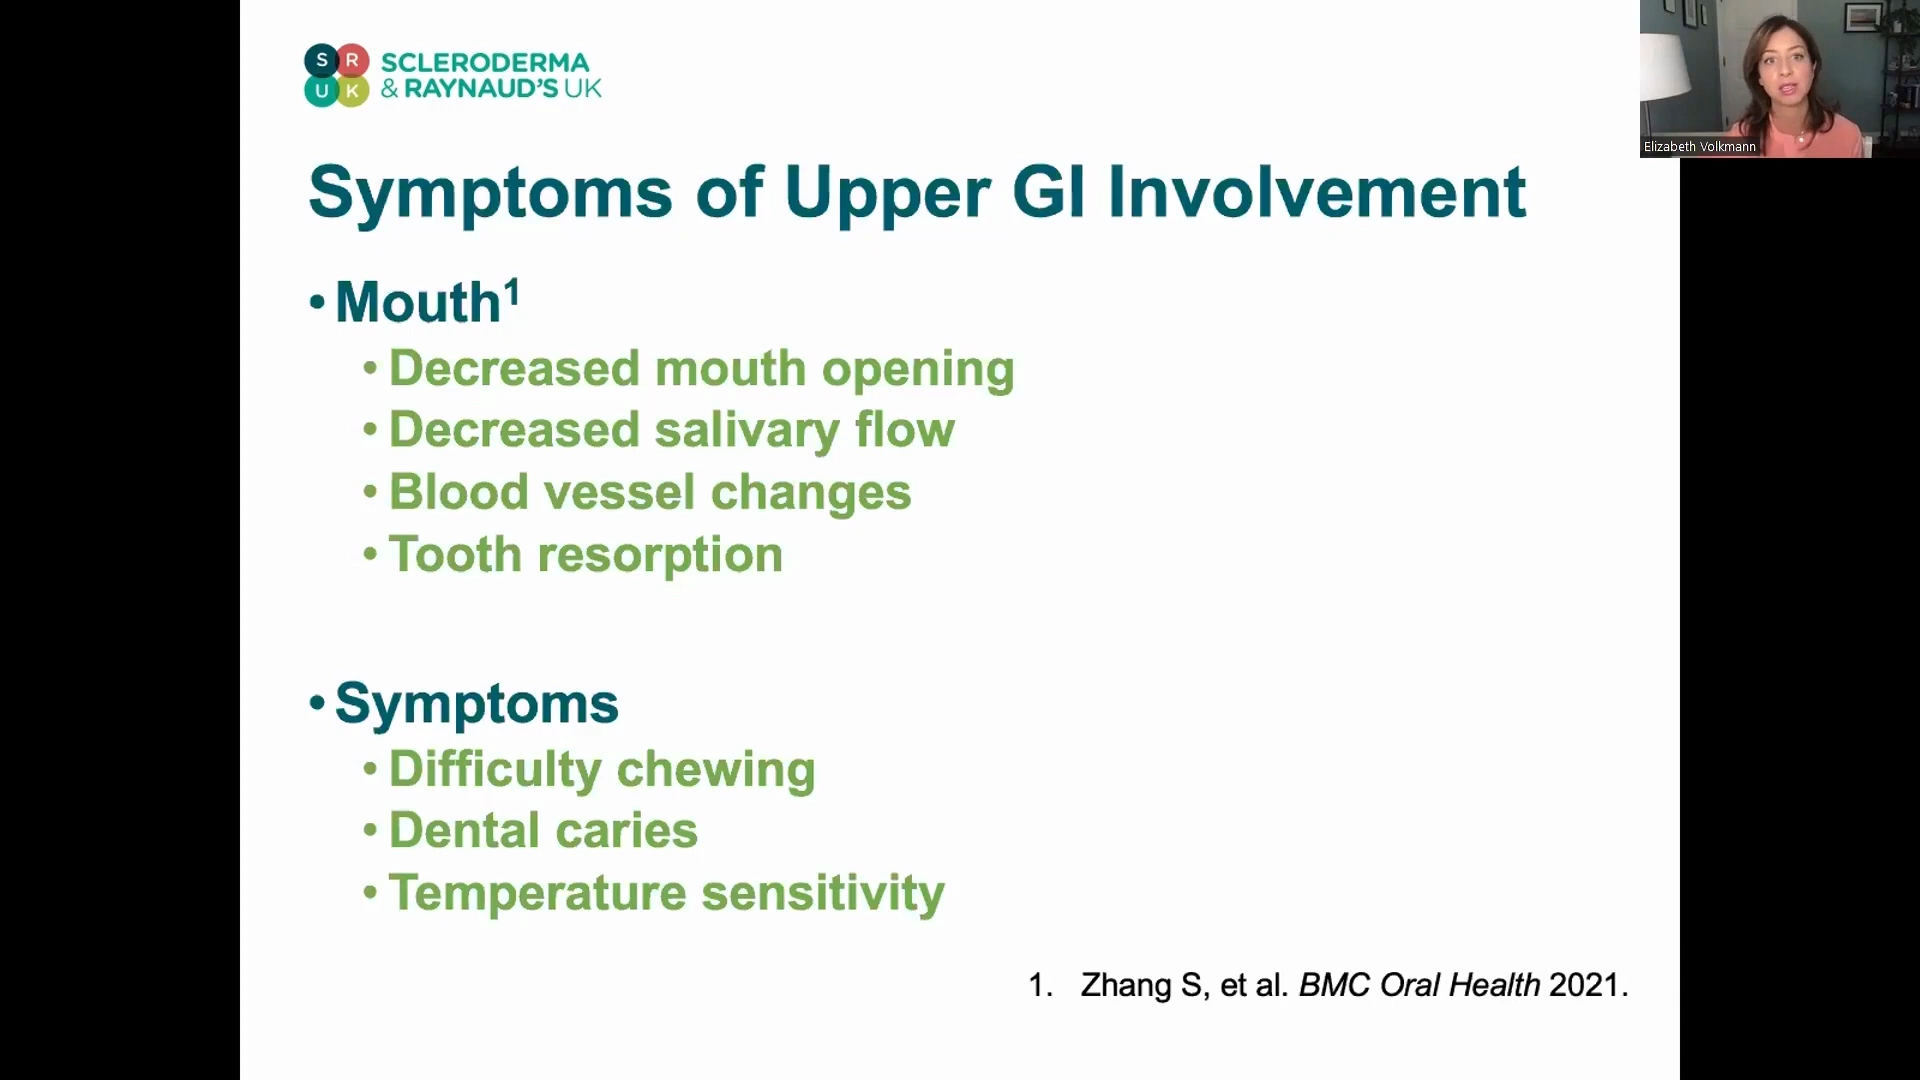 S R
U K
SCLERODERMA
& RAYNAUD'S UK
Elizabeth Volkmann
Symptoms of Upper GI Involvement
• Mouth¹
• Decreased mouth opening
• Decreased salivary flow
• Blood vessel changes
• Tooth resorption
• Symptoms
• Difficulty chewing
• Dental caries
• Temperature sensitivity
1. Zhang S, et al. BMC Oral Health 2021.